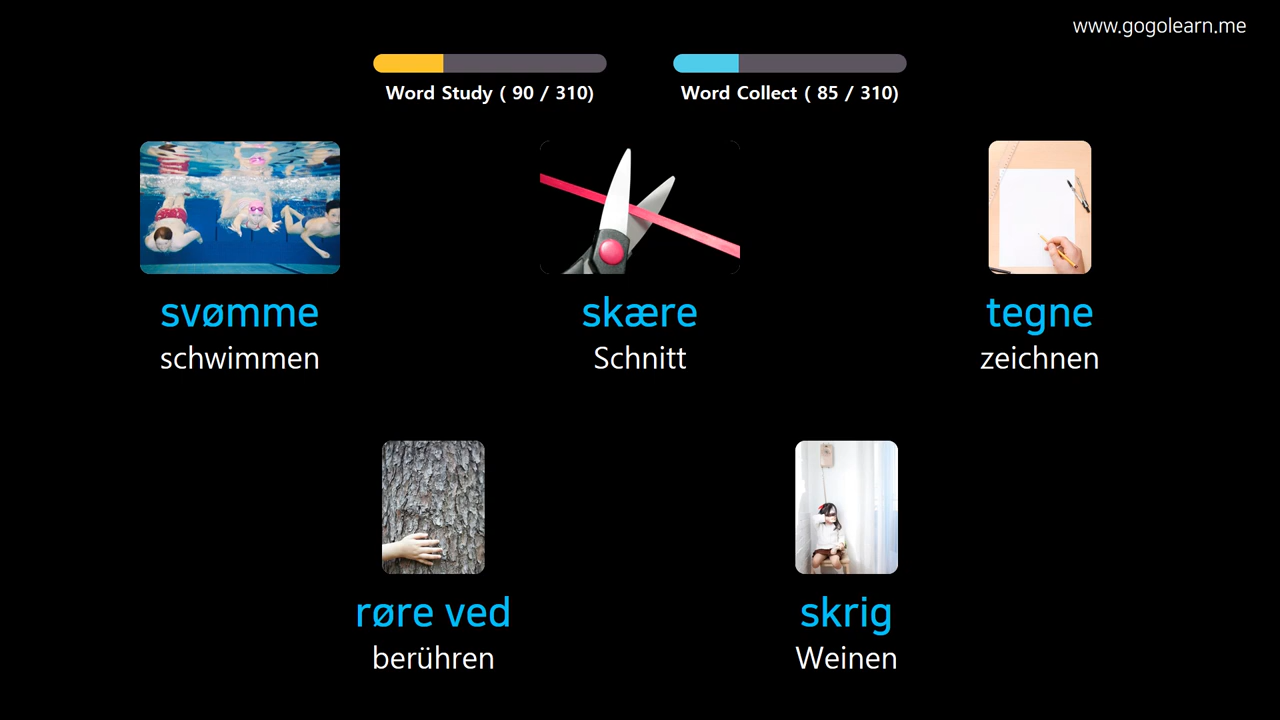 www.gogolearn.me
Word Study ( 90 / 310)
Word Collect ( 85 / 310)
svømme
schwimmen
skære
Schnitt
tegne
zeichnen
røre ved
berühren
skrig
Weinen